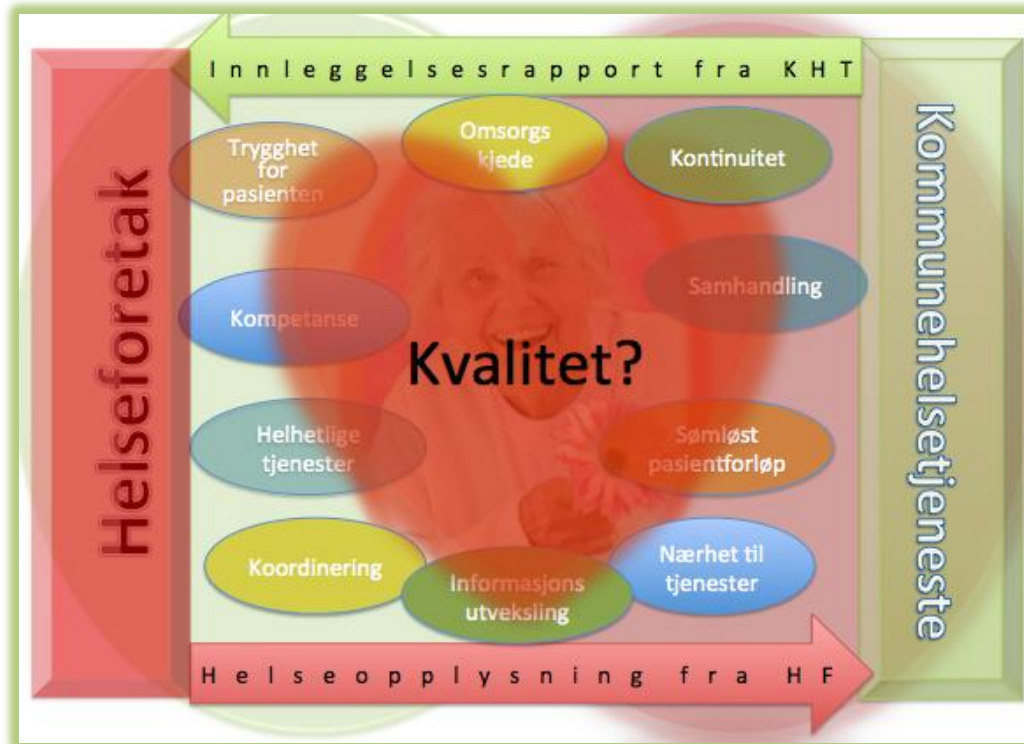 Innleggelsesrapport fra KHT
Helseforetak
Kommunehelsetjeneste
Trygghet
for
pasienten
Omsorgs
kjede
Kontinuitet
Kompetanse
Samhandling
Kvalitet?
Helhetlige
tjenester
Sømløst
pasientforløp
Koordinering
Informasjons
utveksling
Nærhet til
tjenester
Helseopplysning fra HF